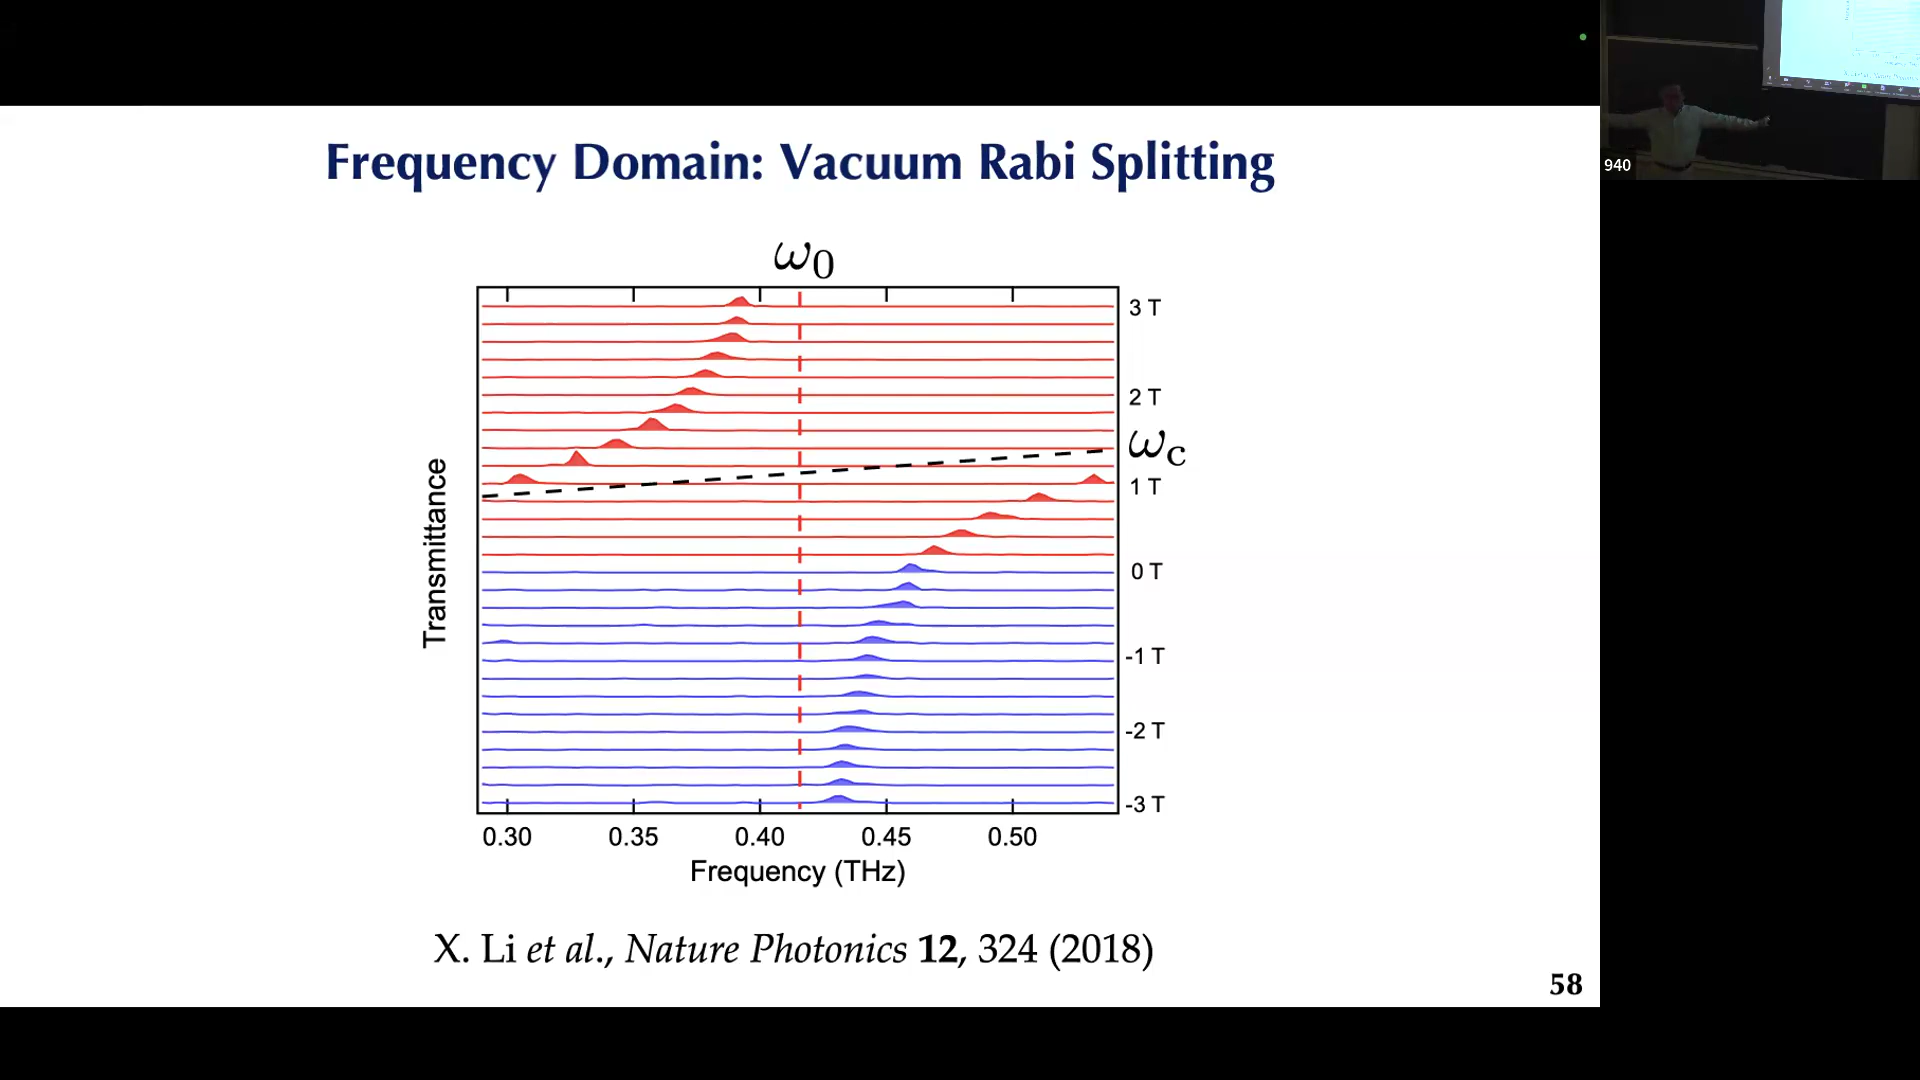 Frequency Domain: Vacuum Rabi Splitting
ω0
3 T
2 T
ωc
1 T
0 T
-1 T
-2 T
-3 T
Transmittance
0.30 0.35 0.40 0.45 0.50
Frequency (THz)
X. Li et al., Nature Photonics 12, 324 (2018)
58
940